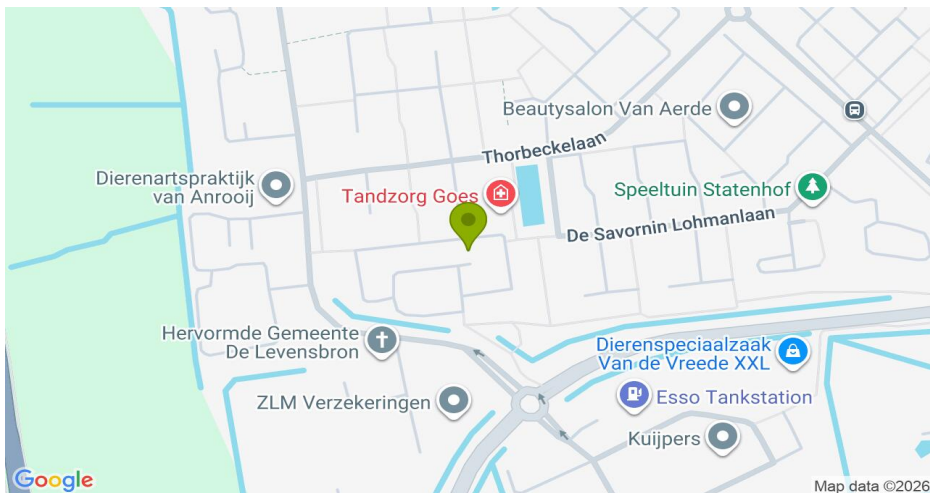 Beautysalon Van Aerde
Thorbeckelaan
Dierenartspraktijk
van Anrooij
Tandzorg Goes
Speeltuin Statenhof
De Savornin Lohmanlaan
Hervormde Gemeente
De Levensbron
Dierenspeciaalzaak
Van de Vreede XXL
ZLM Verzekeringen
Esso Tankstation
Kuijpers
Google
Map data ©2026